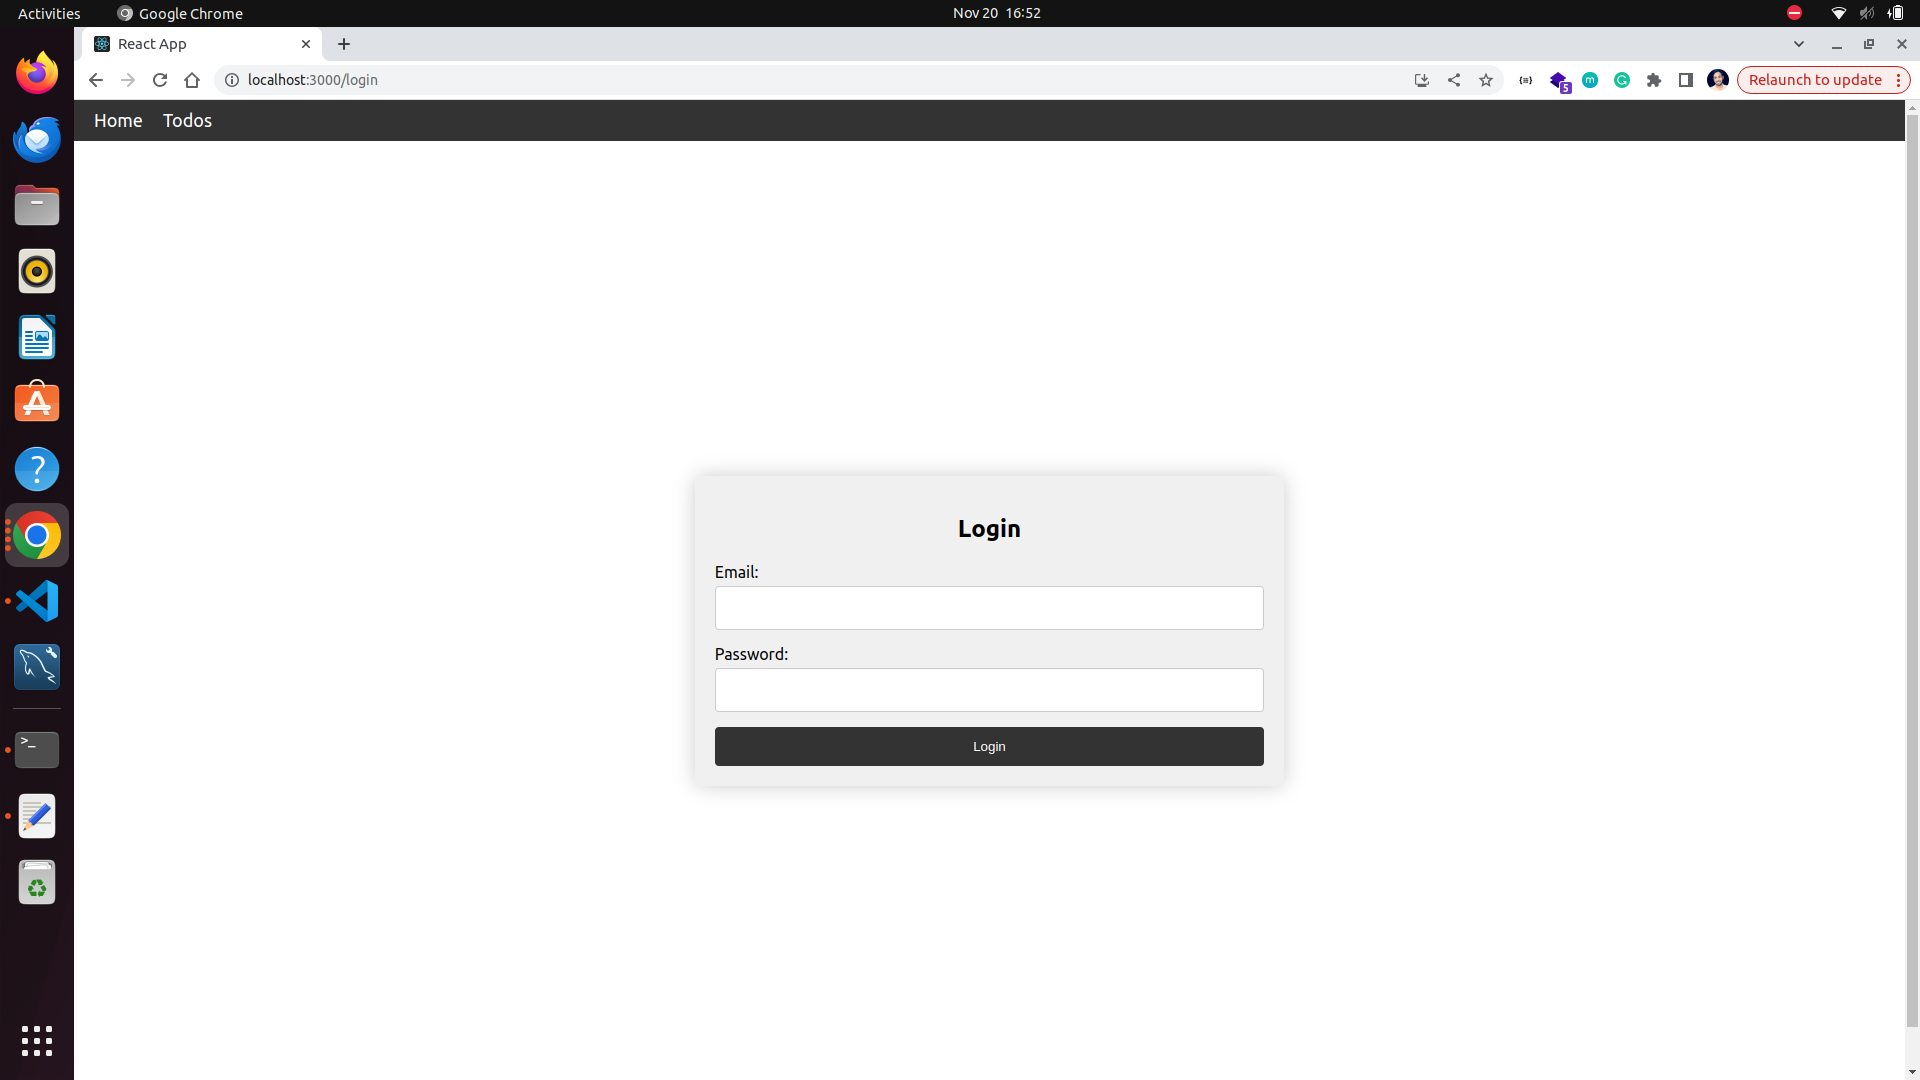 Activities
Google Chrome
Nov 20 16:52
React App
localhost:3000/login
{≡}
5
m
G
Relaunch to update
Home
Todos
Login
Email:
Password:
Login